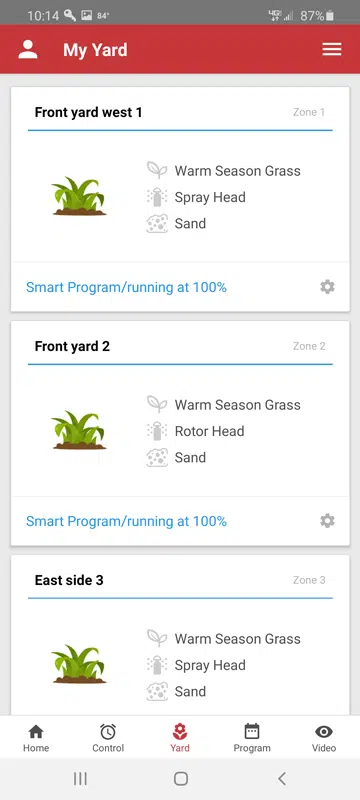 10:14 84° 4G 87%
My Yard
Front yard west 1 Zone 1
Warm Season Grass
Spray Head
Sand
Smart Program/running at 100%
Front yard 2 Zone 2
Warm Season Grass
Rotor Head
Sand
Smart Program/running at 100%
East side 3 Zone 3
Warm Season Grass
Spray Head
Sand
Home Control Yard Program Video